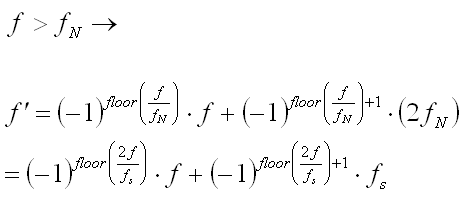 f > f_N →
f′ = (−1)^{floor(f/f_N)} · f + (−1)^{floor(f/f_N)+1} · (2f_N)
= (−1)^{floor(2f/f_s)} · f + (−1)^{floor(2f/f_s)+1} · f_s